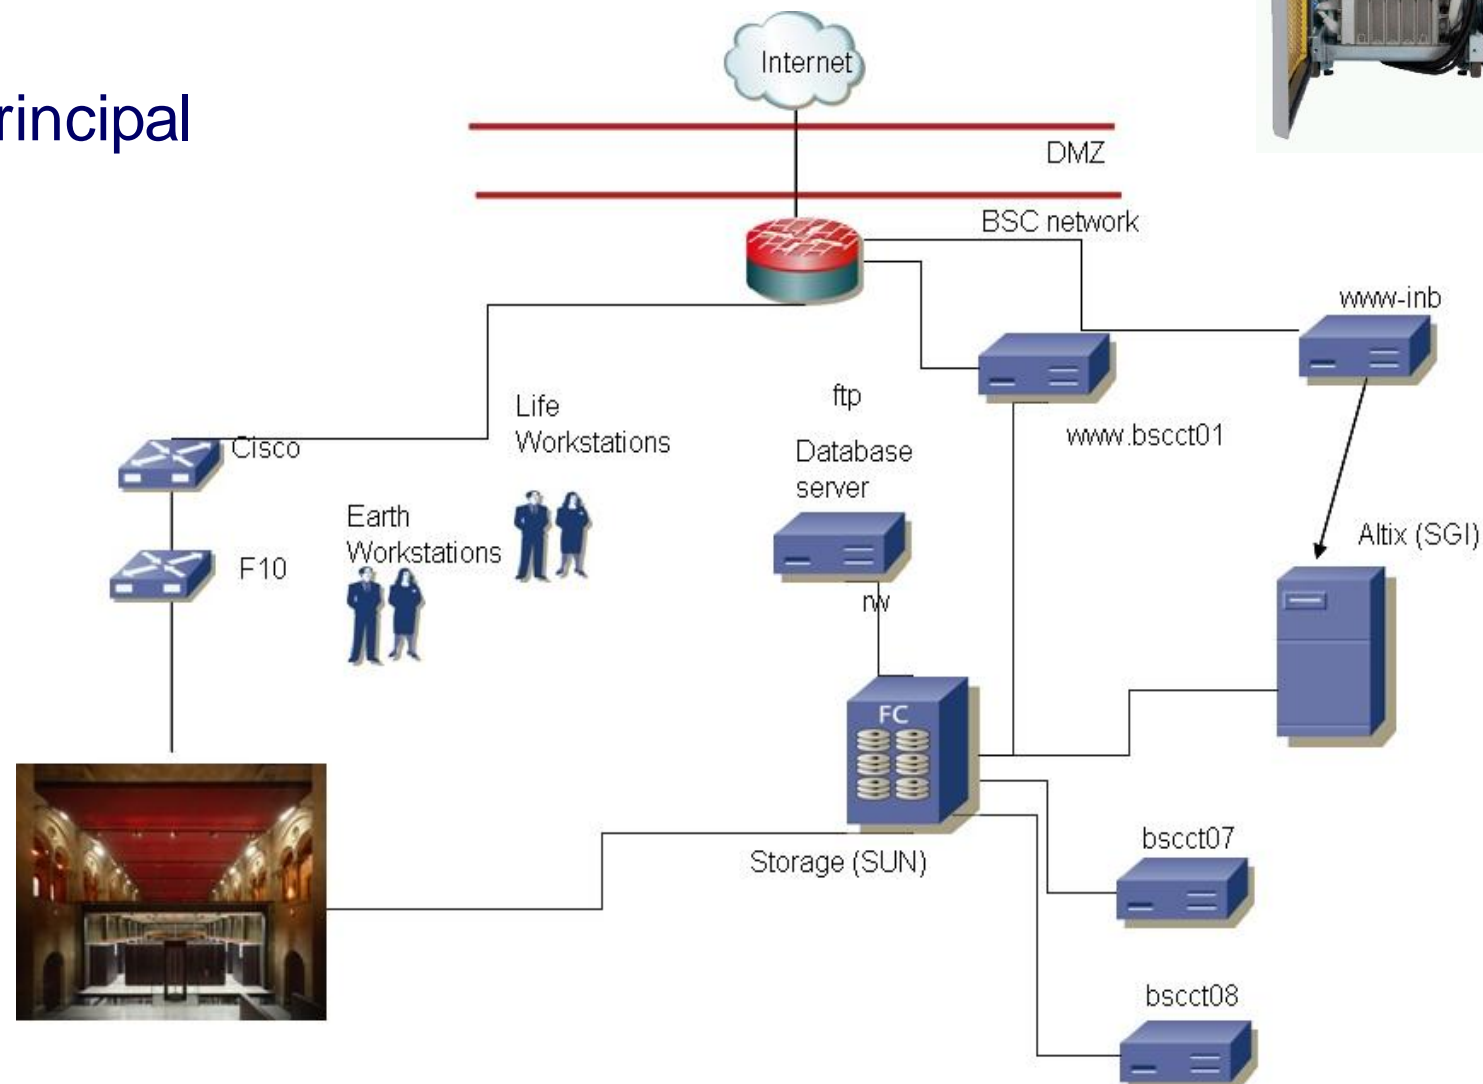 Internet
rincipal
DMZ
BSC network
www-inb
Life
Workstations
ftp
www.bscct01
Cisco
Database
server
Earth
Workstations
Altix (SGI)
F10
rw
FC
bscct07
Storage (SUN)
bscct08